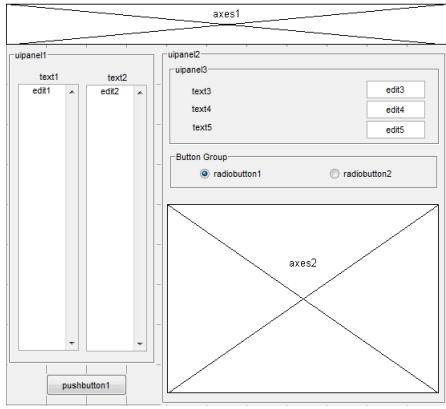 axes1
uipanel1
text1 text2
edit1 edit2
pushbutton1
uipanel2
uipanel3
text3 edit3
text4 edit4
text5 edit5
Button Group
radiobutton1 radiobutton2
axes2